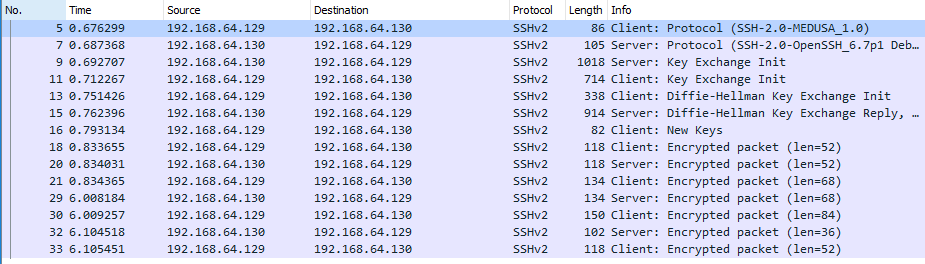 No. Time Source Destination Protocol Length Info
5 0.676299 192.168.64.129 192.168.64.130 SSHv2 86 Client: Protocol (SSH-2.0-MEDUSA_1.0)
7 0.687368 192.168.64.130 192.168.64.129 SSHv2 105 Server: Protocol (SSH-2.0-OpenSSH_6.7p1 Deb…
9 0.692707 192.168.64.130 192.168.64.129 SSHv2 1018 Server: Key Exchange Init
11 0.712267 192.168.64.129 192.168.64.130 SSHv2 714 Client: Key Exchange Init
13 0.751426 192.168.64.129 192.168.64.130 SSHv2 338 Client: Diffie-Hellman Key Exchange Init
15 0.762396 192.168.64.130 192.168.64.129 SSHv2 914 Server: Diffie-Hellman Key Exchange Reply, …
16 0.793134 192.168.64.129 192.168.64.130 SSHv2 82 Client: New Keys
18 0.833655 192.168.64.129 192.168.64.130 SSHv2 118 Client: Encrypted packet (len=52)
20 0.834031 192.168.64.130 192.168.64.129 SSHv2 118 Server: Encrypted packet (len=52)
21 0.834365 192.168.64.129 192.168.64.130 SSHv2 134 Client: Encrypted packet (len=68)
29 6.008184 192.168.64.130 192.168.64.129 SSHv2 134 Server: Encrypted packet (len=68)
30 6.009257 192.168.64.129 192.168.64.130 SSHv2 150 Client: Encrypted packet (len=84)
32 6.104518 192.168.64.130 192.168.64.129 SSHv2 102 Server: Encrypted packet (len=36)
33 6.105451 192.168.64.129 192.168.64.130 SSHv2 118 Client: Encrypted packet (len=52)